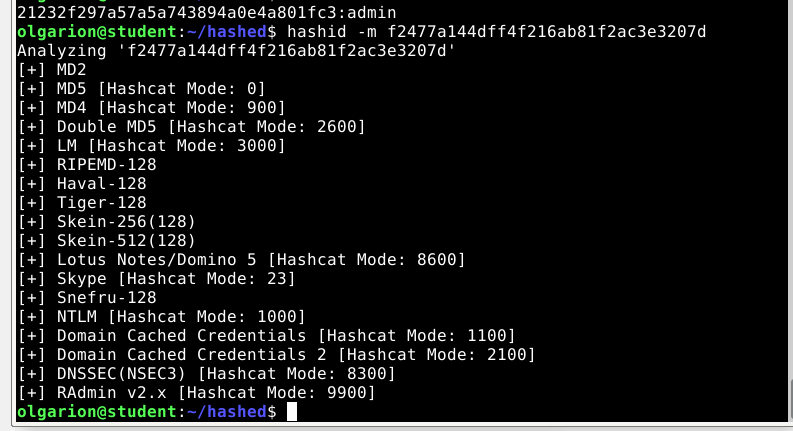 21232f297a57a5a743894a0e4a801fc3:admin
olgarion@student:~/hashed$ hashid -m f2477a144dff4f216ab81f2ac3e3207d
Analyzing 'f2477a144dff4f216ab81f2ac3e3207d'
[+] MD2
[+] MD5 [Hashcat Mode: 0]
[+] MD4 [Hashcat Mode: 900]
[+] Double MD5 [Hashcat Mode: 2600]
[+] LM [Hashcat Mode: 3000]
[+] RIPEMD-128
[+] Haval-128
[+] Tiger-128
[+] Skein-256(128)
[+] Skein-512(128)
[+] Lotus Notes/Domino 5 [Hashcat Mode: 8600]
[+] Skype [Hashcat Mode: 23]
[+] Snefru-128
[+] NTLM [Hashcat Mode: 1000]
[+] Domain Cached Credentials [Hashcat Mode: 1100]
[+] Domain Cached Credentials 2 [Hashcat Mode: 2100]
[+] DNSSEC(NSEC3) [Hashcat Mode: 8300]
[+] RAdmin v2.x [Hashcat Mode: 9900]
olgarion@student:~/hashed$